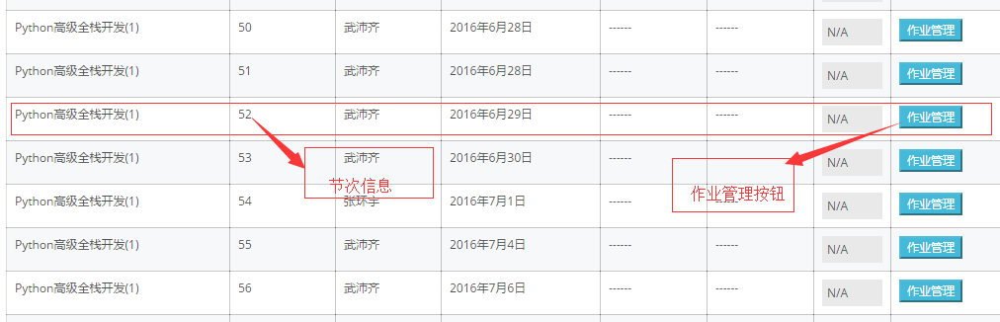 Python高级全栈开发(1) 50 武沛齐 2016年6月28日 ------ ------ N/A 作业管理
Python高级全栈开发(1) 51 武沛齐 2016年6月28日 ------ ------ N/A 作业管理
Python高级全栈开发(1) 52 武沛齐 2016年6月29日 ------ ------ N/A 作业管理
Python高级全栈开发(1) 53 武沛齐 2016年6月30日 ------ ------ N/A 作业管理
节次信息 作业管理按钮
Python高级全栈开发(1) 54 张环宇 2016年7月1日 ------ ------ N/A 作业管理
Python高级全栈开发(1) 55 武沛齐 2016年7月4日 ------ ------ N/A 作业管理
Python高级全栈开发(1) 56 武沛齐 2016年7月6日 ------ ------ N/A 作业管理